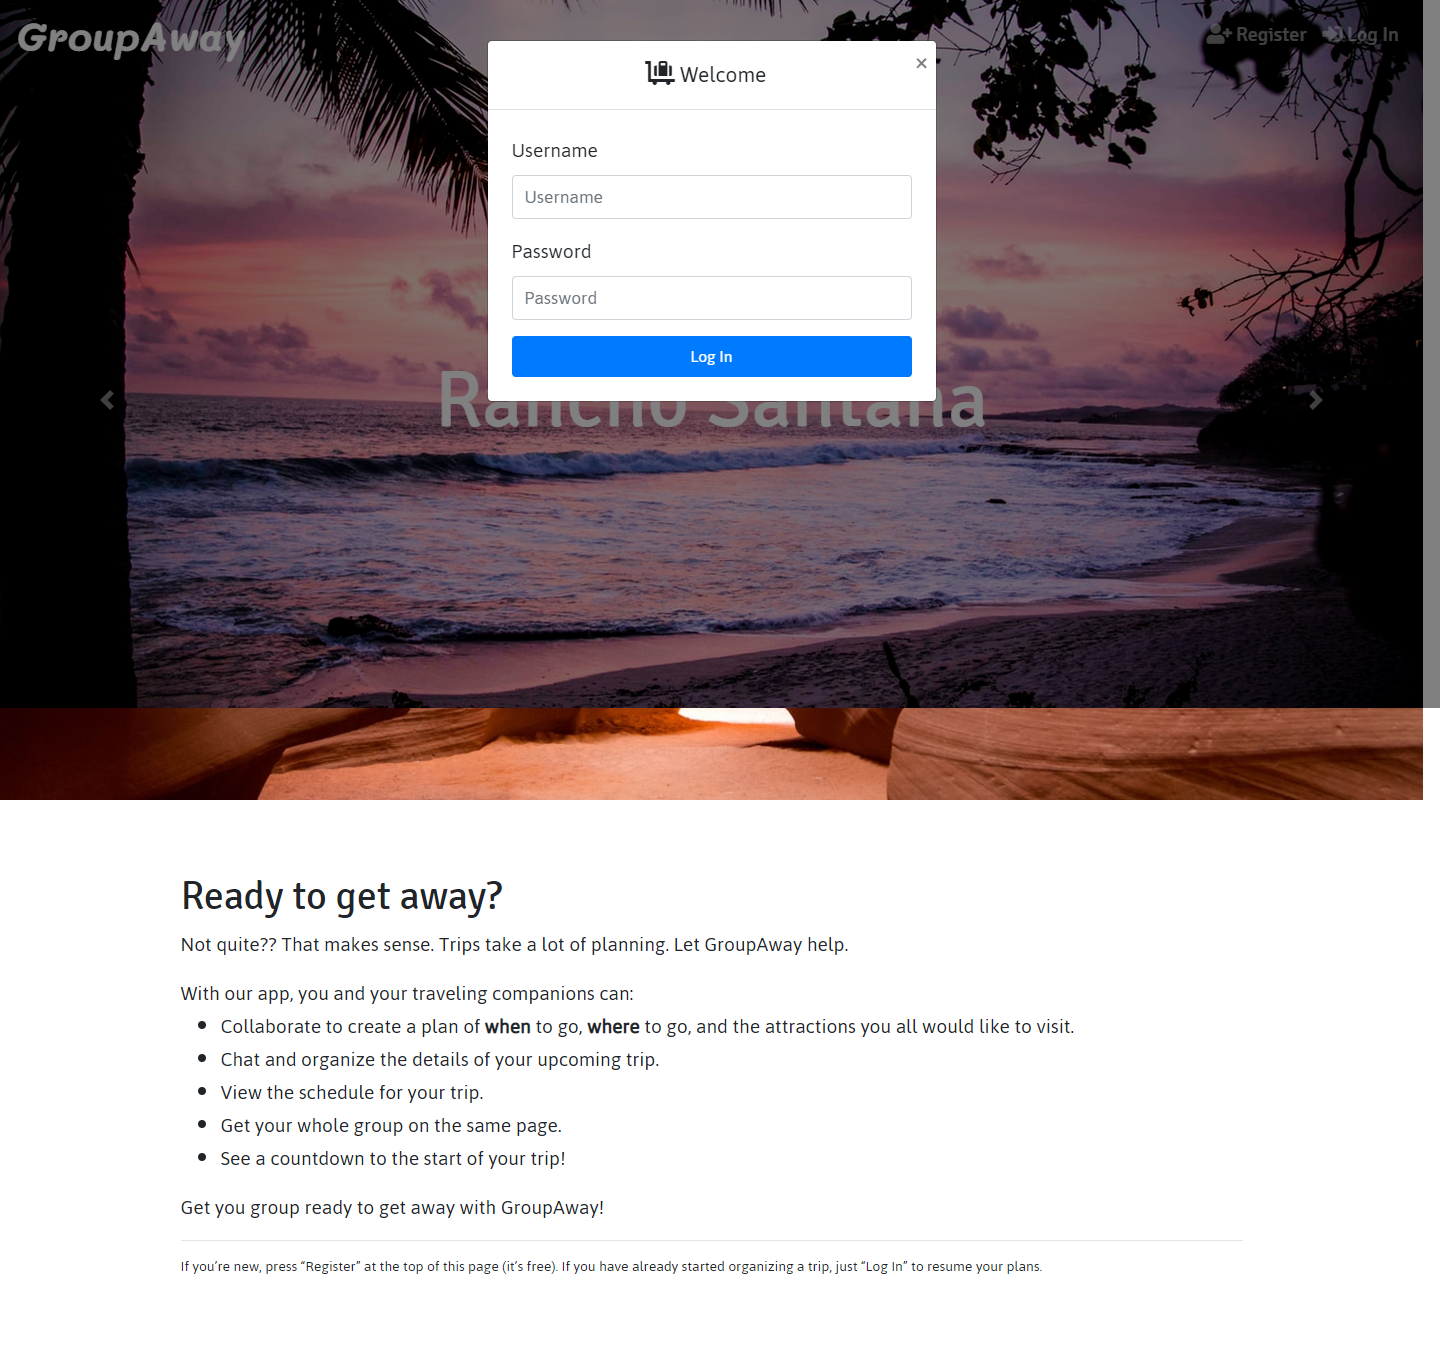 GroupAway
Register
Log In
Welcome
×
Username
Username
Password
Password
Log In
Rancho Santana
Ready to get away?
Not quite?? That makes sense. Trips take a lot of planning. Let GroupAway help.
With our app, you and your traveling companions can:
Collaborate to create a plan of when to go, where to go, and the attractions you all would like to visit.
Chat and organize the details of your upcoming trip.
View the schedule for your trip.
Get your whole group on the same page.
See a countdown to the start of your trip!
Get you group ready to get away with GroupAway!
If you’re new, press “Register” at the top of this page (it’s free). If you have already started organizing a trip, just “Log In” to resume your plans.